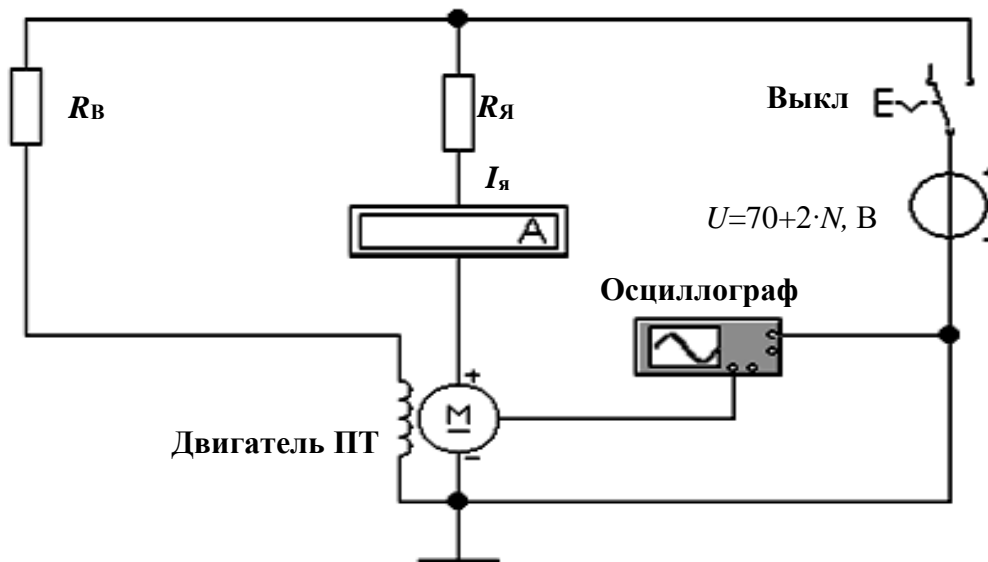 Rв
Rя
Выкл
E
Iя
A
U=70+2·N, В
+
-
Осциллограф
+
M
-
Двигатель ПТ